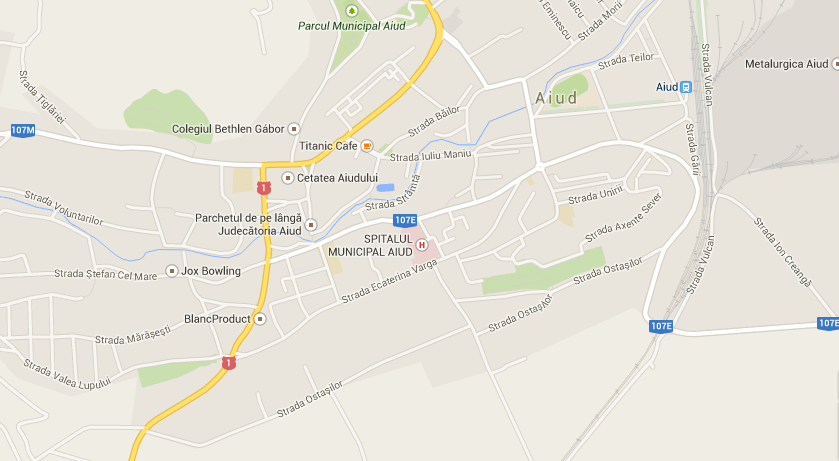 Eminescu
Strada Morii
Parcul Municipal Aiud
Strada Teilor
Strada Vulcan
Metalurgica Aiud
Strada Țiglăriei
Aiud
Aiud
107M
Colegiul Bethlen Gábor
Strada Băilor
Titanic Cafe
Strada Iuliu Maniu
Strada Gării
1
Cetatea Aiudului
Strada Strâmtă
Strada Unirii
Strada Voluntarilor
Parchetul de pe lângă
Judecătoria Aiud
107E
Strada Axente Sever
Strada Ion Creangă
SPITALUL
MUNICIPAL AIUD
H
Strada Vulcan
Strada Ștefan Cel Mare
Jox Bowling
Strada Ecaterina Varga
Strada Ostașilor
BlancProduct
Strada Ostașilor
107E
107E
Strada Mărășești
1
Strada Valea Lupului
Strada Ostașilor